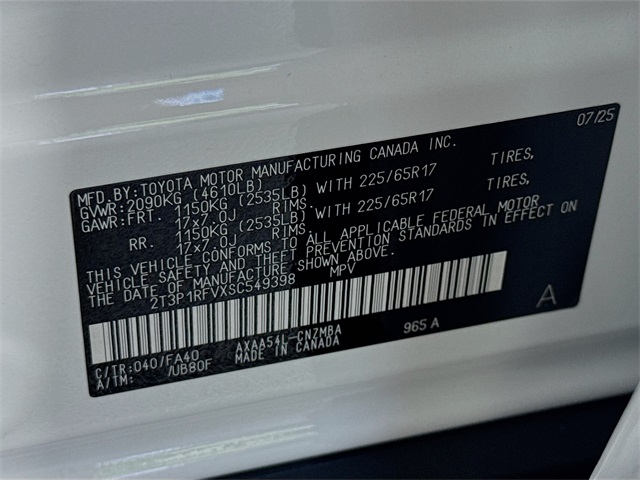 07/25
MFD.BY:TOYOTA MOTOR MANUFACTURING CANADA INC.
GVWR:2090KG (4610LB)
GAWR:FRT. 1150KG (2535LB) WITH 225/65R17 TIRES,
17x7.0J RIMS.
RR. 1150KG (2535LB) WITH 225/65R17 TIRES,
17x7.0J RIMS.
THIS VEHICLE CONFORMS TO ALL APPLICABLE FEDERAL MOTOR
VEHICLE SAFETY AND THEFT PREVENTION STANDARDS IN EFFECT ON
THE DATE OF MANUFACTURE SHOWN ABOVE.
2T3P1RFVXSC549398 MPV
A
C/TR:040/FA40 AXAA54L-CNZMBA 965 A
A/TM: /UB80F MADE IN CANADA